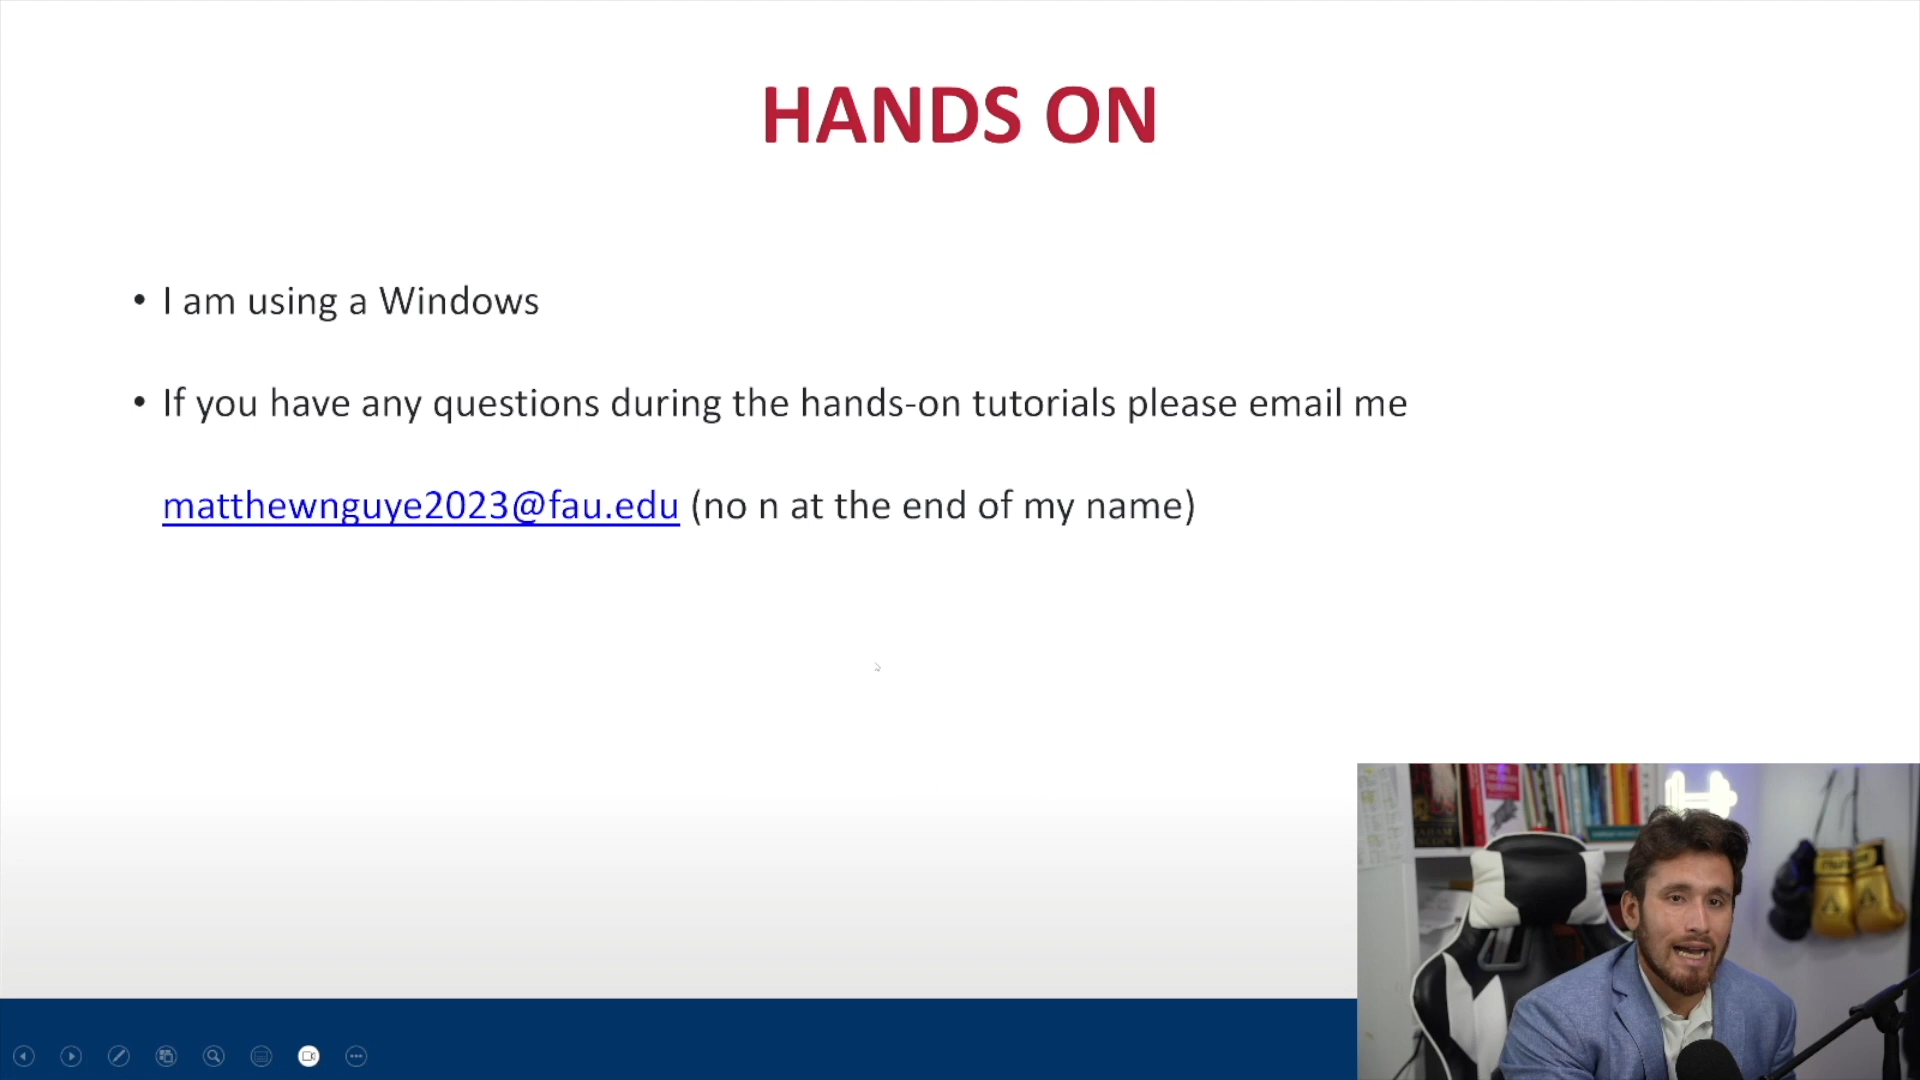 HANDS ON
• I am using a Windows
• If you have any questions during the hands-on tutorials please email me
matthewnguye2023@fau.edu (no n at the end of my name)